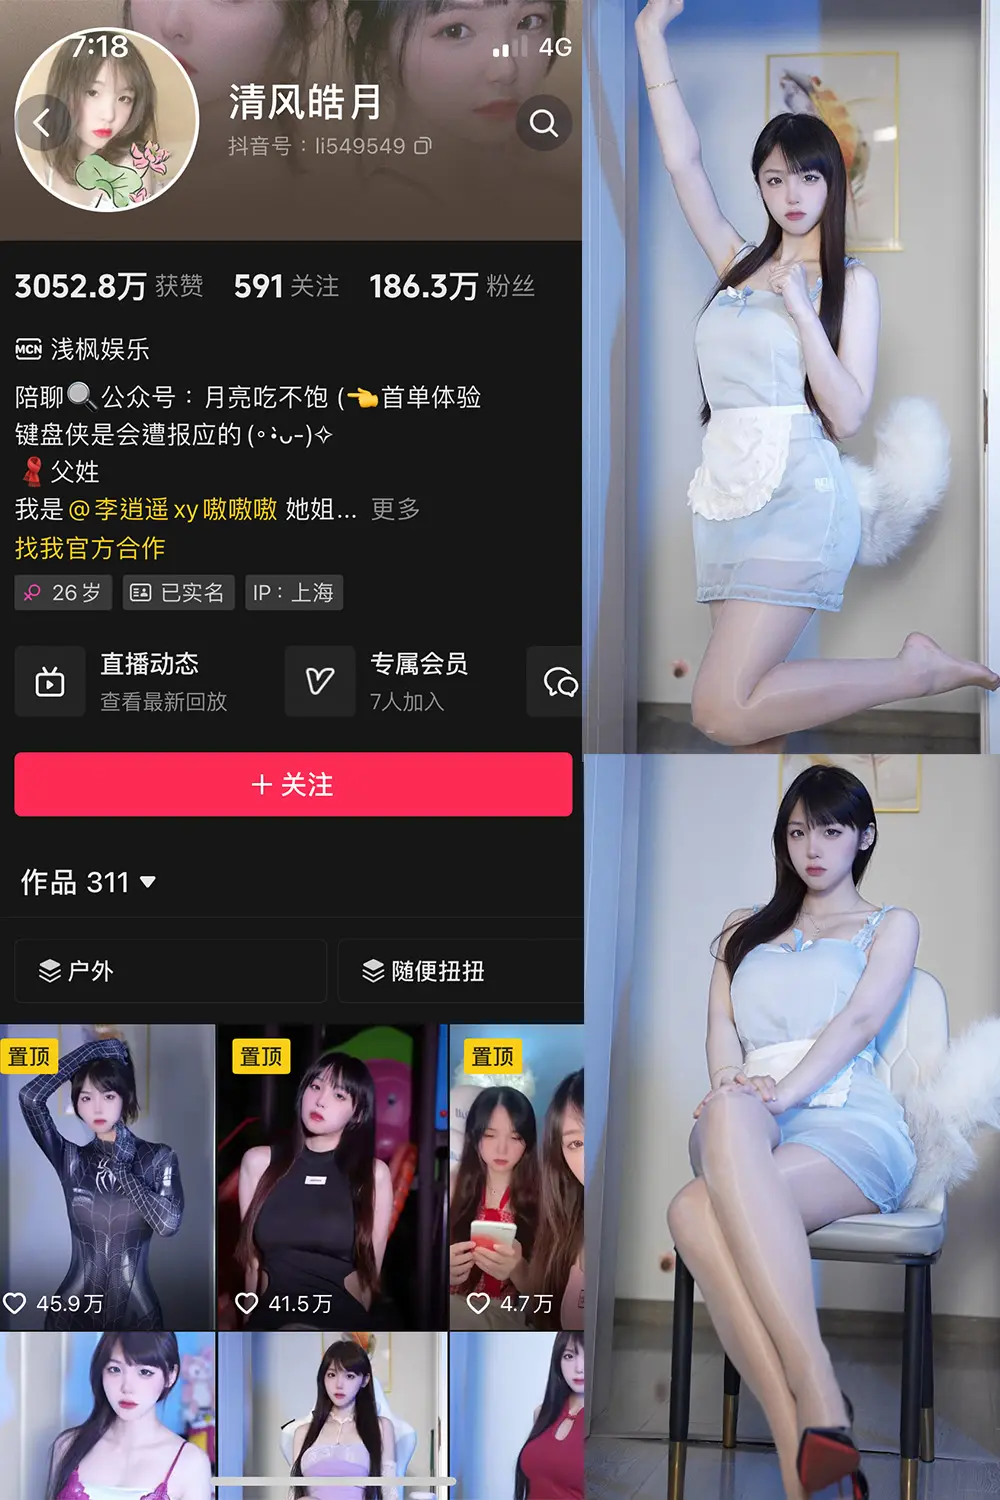 7:18
4G
清风皓月
抖音号：li549549
3052.8万 获赞 591 关注 186.3万 粉丝
MCN 浅枫娱乐
陪聊🔍公众号：月亮吃不饱 (👈首单体验
键盘侠是会遭报应的 (∘•̀ᴗ-)✧
🧣父姓
我是 @李逍遥xy嗷嗷嗷 她姐... 更多
找我官方合作
26岁 已实名 IP：上海
直播动态 专属会员
查看最新回放 7人加入
+ 关注
作品 311
户外 随便扭扭
置顶 置顶 置顶
45.9万 41.5万 4.7万